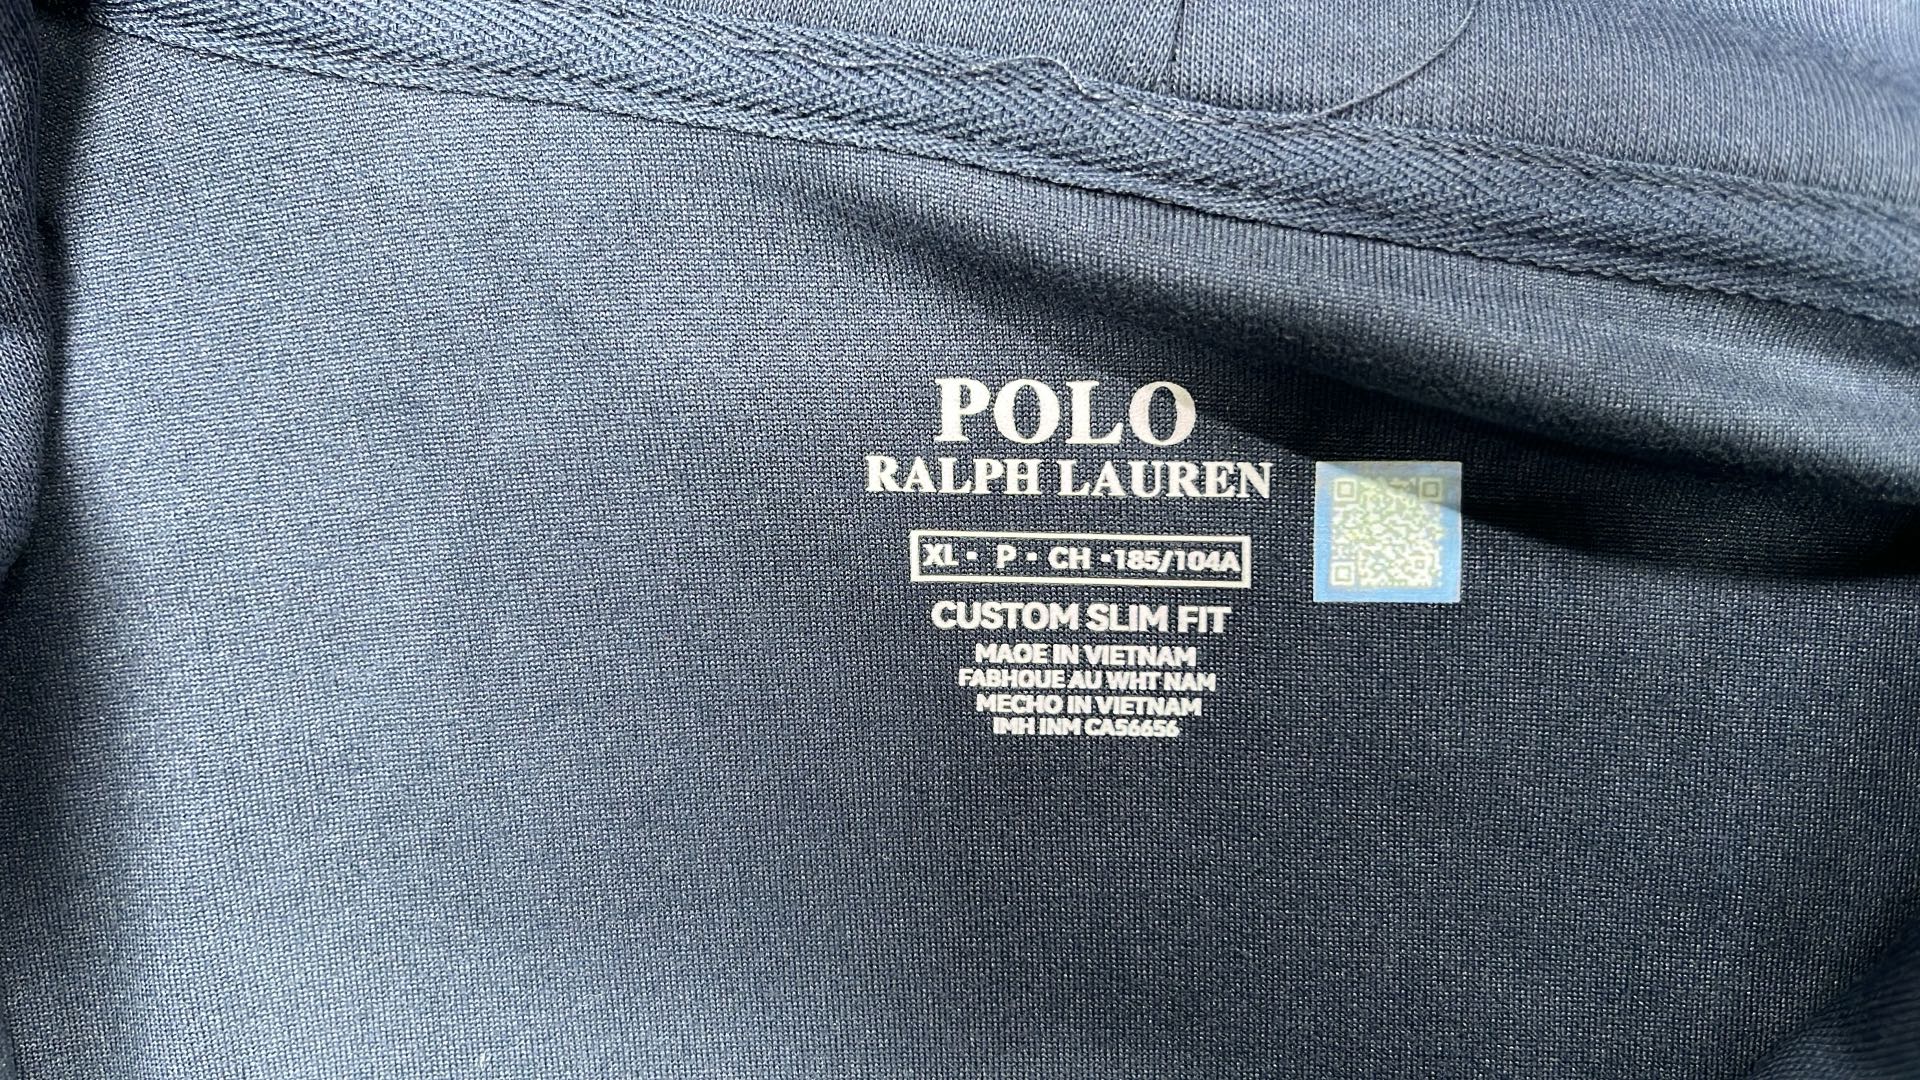 POLO
RALPH LAUREN
XL • P • CH •185/104A
CUSTOM SLIM FIT
MAOE IN VIETNAM
FABHOUE AU WHT NAM
MECHO IN VIETNAM
IMH INM CA56656